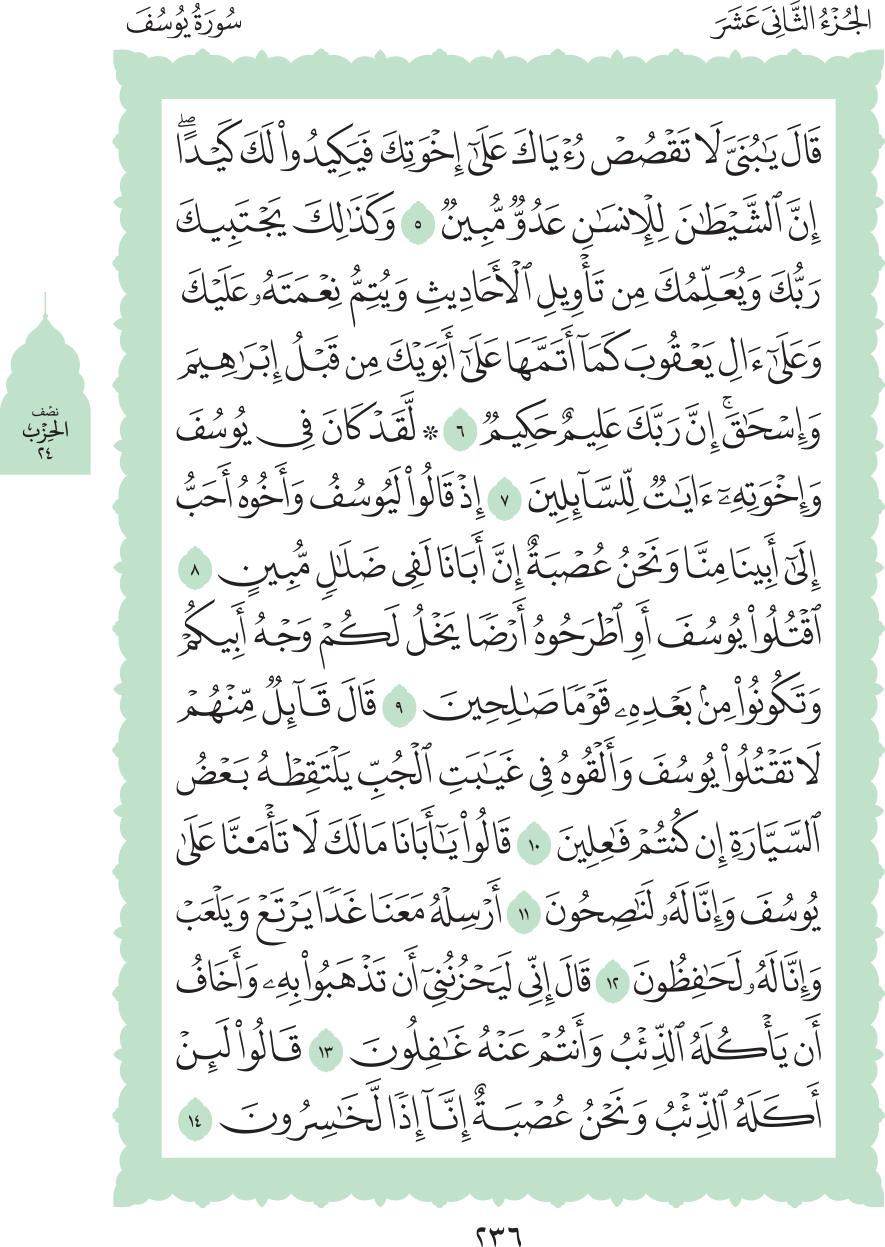 الجُزْءُ الثَّانِيَ عَشَرَ
سُورَةُ يُوسُفَ
قَالَ يَٰبُنَيَّ لَا تَقْصُصْ رُءْيَاكَ عَلَىٰٓ إِخْوَتِكَ فَيَكِيدُوا۟ لَكَ كَيْدًاۖ
إِنَّ ٱلشَّيْطَٰنَ لِلْإِنسَٰنِ عَدُوٌّ مُّبِينٌ ٥ وَكَذَٰلِكَ يَجْتَبِيكَ
رَبُّكَ وَيُعَلِّمُكَ مِن تَأْوِيلِ ٱلْأَحَادِيثِ وَيُتِمُّ نِعْمَتَهُۥ عَلَيْكَ
وَعَلَىٰٓ ءَالِ يَعْقُوبَ كَمَآ أَتَمَّهَا عَلَىٰٓ أَبَوَيْكَ مِن قَبْلُ إِبْرَٰهِيمَ
وَإِسْحَٰقَۚ إِنَّ رَبَّكَ عَلِيمٌ حَكِيمٌ ٦ * لَّقَدْ كَانَ فِى يُوسُفَ
وَإِخْوَتِهِۦٓ ءَايَٰتٌ لِّلسَّآئِلِينَ ٧ إِذْ قَالُوا۟ لَيُوسُفُ وَأَخُوهُ أَحَبُّ
إِلَىٰٓ أَبِينَا مِنَّا وَنَحْنُ عُصْبَةٌ إِنَّ أَبَانَا لَفِى ضَلَٰلٍ مُّبِينٍ ٨
ٱقْتُلُوا۟ يُوسُفَ أَوِ ٱطْرَحُوهُ أَرْضًا يَخْلُ لَكُمْ وَجْهُ أَبِيكُمْ
وَتَكُونُوا۟ مِنۢ بَعْدِهِۦ قَوْمًا صَٰلِحِينَ ٩ قَالَ قَآئِلٌ مِّنْهُمْ
لَا تَقْتُلُوا۟ يُوسُفَ وَأَلْقُوهُ فِى غَيَٰبَتِ ٱلْجُبِّ يَلْتَقِطْهُ بَعْضُ
ٱلسَّيَّارَةِ إِن كُنتُمْ فَٰعِلِينَ ١٠ قَالُوا۟ يَٰٓأَبَانَا مَالَكَ لَا تَأْمَ۫نَّا عَلَىٰ
يُوسُفَ وَإِنَّا لَهُۥ لَنَٰصِحُونَ ١١ أَرْسِلْهُ مَعَنَا غَدًا يَرْتَعْ وَيَلْعَبْ
وَإِنَّا لَهُۥ لَحَٰفِظُونَ ١٢ قَالَ إِنِّى لَيَحْزُنُنِىٓ أَن تَذْهَبُوا۟ بِهِۦ وَأَخَافُ
أَن يَأْكُلَهُ ٱلذِّئْبُ وَأَنتُمْ عَنْهُ غَٰفِلُونَ ١٣ قَالُوا۟ لَئِنْ
أَكَلَهُ ٱلذِّئْبُ وَنَحْنُ عُصْبَةٌ إِنَّآ إِذًا لَّخَٰسِرُونَ ١٤
نصف
الحِزْب
٢٤
٢٣٦